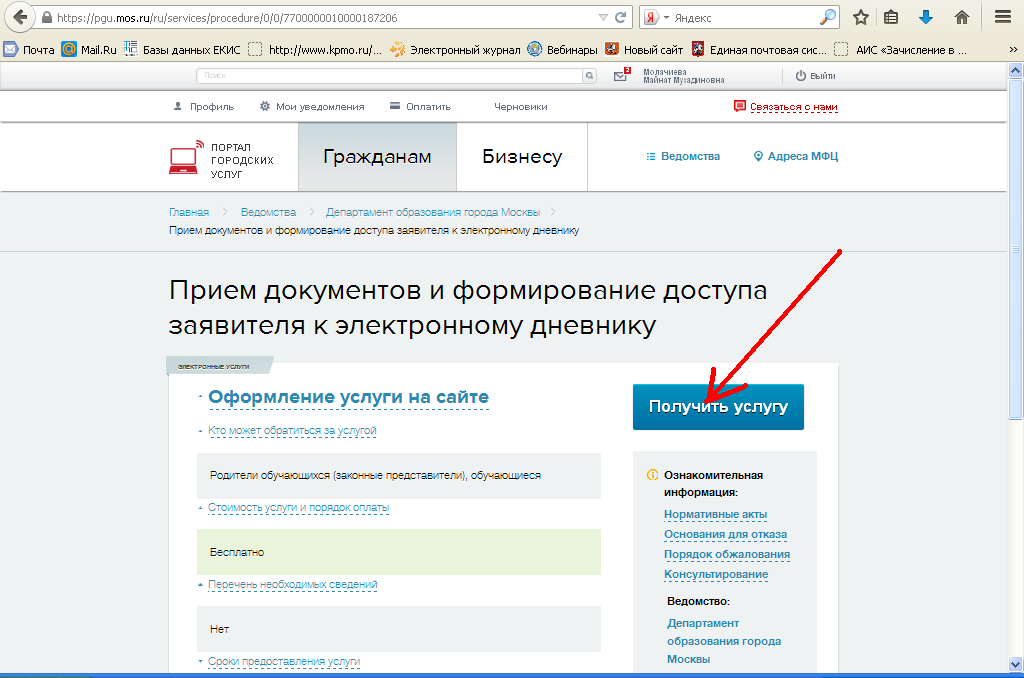 https://pgu.mos.ru/ru/services/procedure/0/0/7700000010000187206
Яндекс
Почта
Mail.Ru
Базы данных ЕКИС
http://www.kpmo.ru/...
Электронный журнал
Вебинары
Новый сайт
Единая почтовая сис...
АИС «Зачисление в ...
»
Поиск
2
Молачиева
Майнат Мухадиновна
Выйти
Профиль
Мои уведомления
Оплатить
Черновики
Связаться с нами
ПОРТАЛ
ГОРОДСКИХ
УСЛУГ
Гражданам
Бизнесу
Ведомства
Адреса МФЦ
Главная
Ведомства
Департамент образования города Москвы
Прием документов и формирование доступа заявителя к электронному дневнику
Прием документов и формирование доступа
заявителя к электронному дневнику
ЭЛЕКТРОННЫЕ УСЛУГИ
Оформление услуги на сайте
Получить услугу
Кто может обратиться за услугой
Родители обучающихся (законные представители), обучающиеся
Стоимость услуги и порядок оплаты
Бесплатно
Перечень необходимых сведений
Нет
Сроки предоставления услуги
Ознакомительная
информация:
Нормативные акты
Основания для отказа
Порядок обжалования
Консультирование
Ведомство:
Департамент
образования города
Москвы